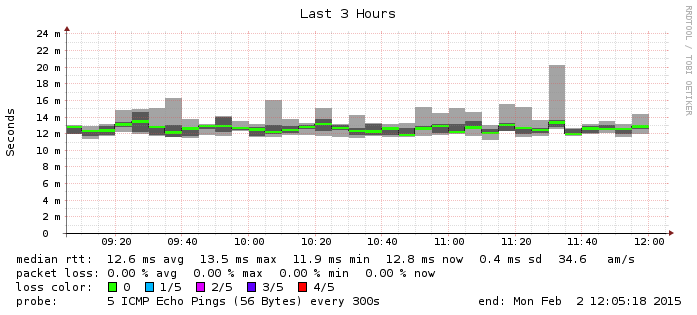 Last 3 Hours
RRDTOOL / TOBI OETIKER
Seconds
24 m
22 m
20 m
18 m
16 m
14 m
12 m
10 m
8 m
6 m
4 m
2 m
0
09:20 09:40 10:00 10:20 10:40 11:00 11:20 11:40 12:00
median rtt: 12.6 ms avg 13.5 ms max 11.9 ms min 12.8 ms now 0.4 ms sd 34.6 am/s
packet loss: 0.00 % avg 0.00 % max 0.00 % min 0.00 % now
loss color: 0 1/5 2/5 3/5 4/5
probe: 5 ICMP Echo Pings (56 Bytes) every 300s end: Mon Feb 2 12:05:18 2015